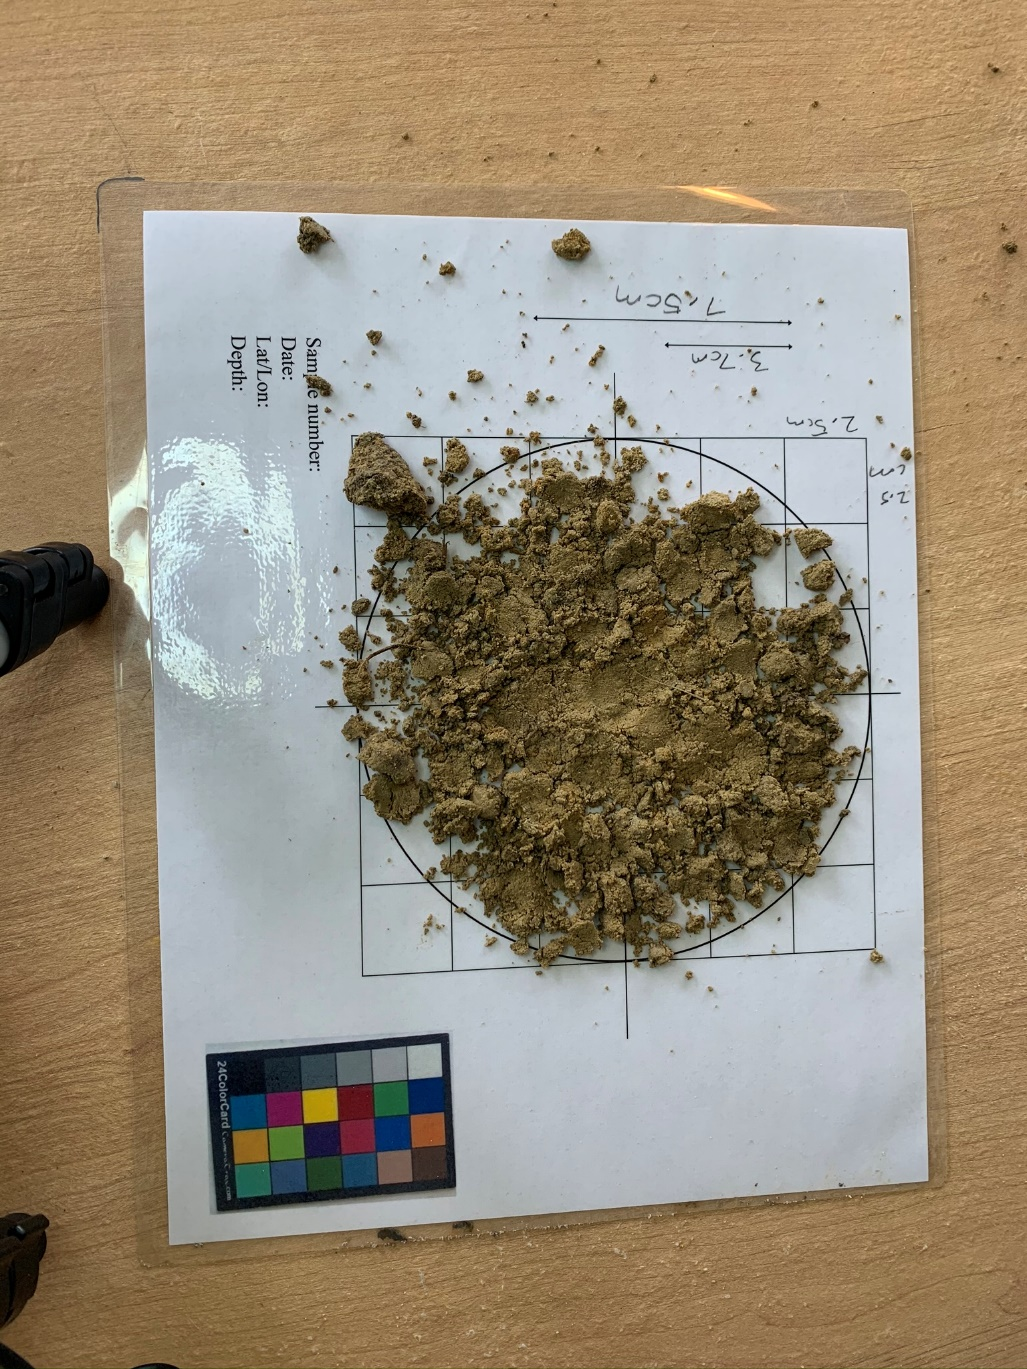 Sample number:
Date:
Lat/Lon:
Depth:
7.5cm
3.7cm
2.5cm
2.5
cm
24ColorCard